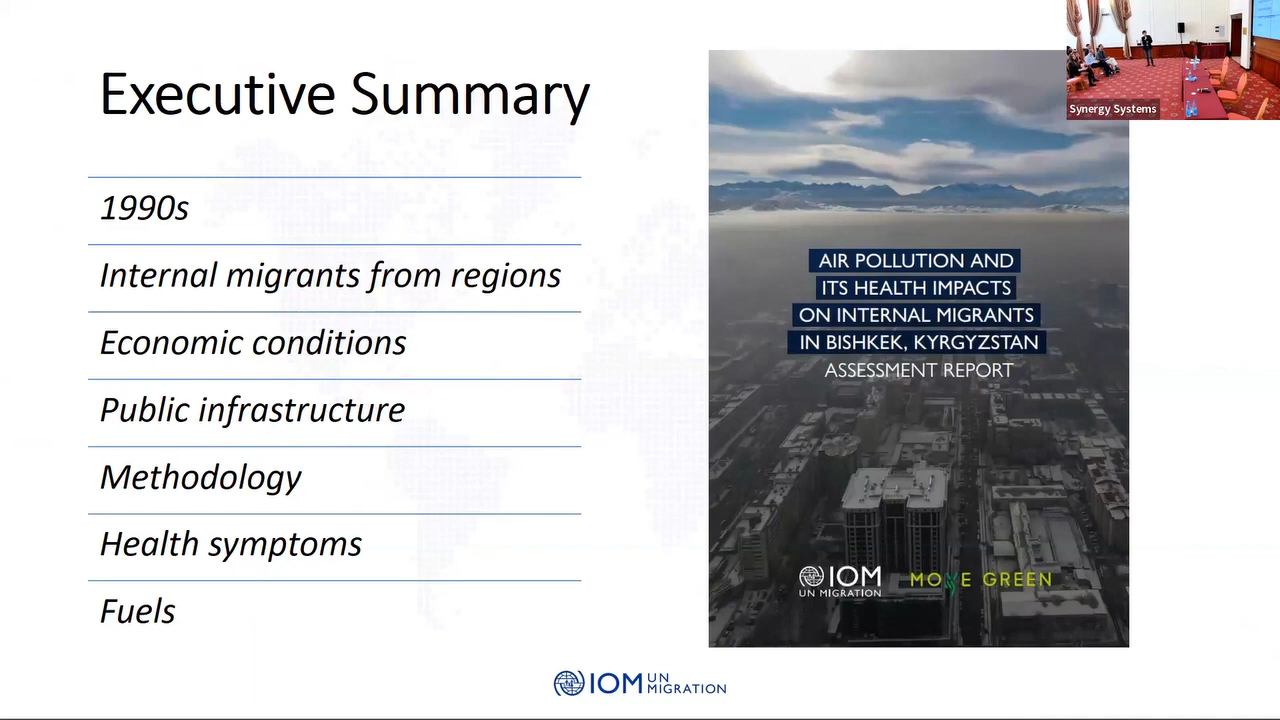 Executive Summary
1990s
Internal migrants from regions
Economic conditions
Public infrastructure
Methodology
Health symptoms
Fuels
AIR POLLUTION AND
ITS HEALTH IMPACTS
ON INTERNAL MIGRANTS
IN BISHKEK, KYRGYZSTAN
ASSESSMENT REPORT
IOM
UN MIGRATION
MOVE GREEN
Synergy Systems
IOM UN
MIGRATION